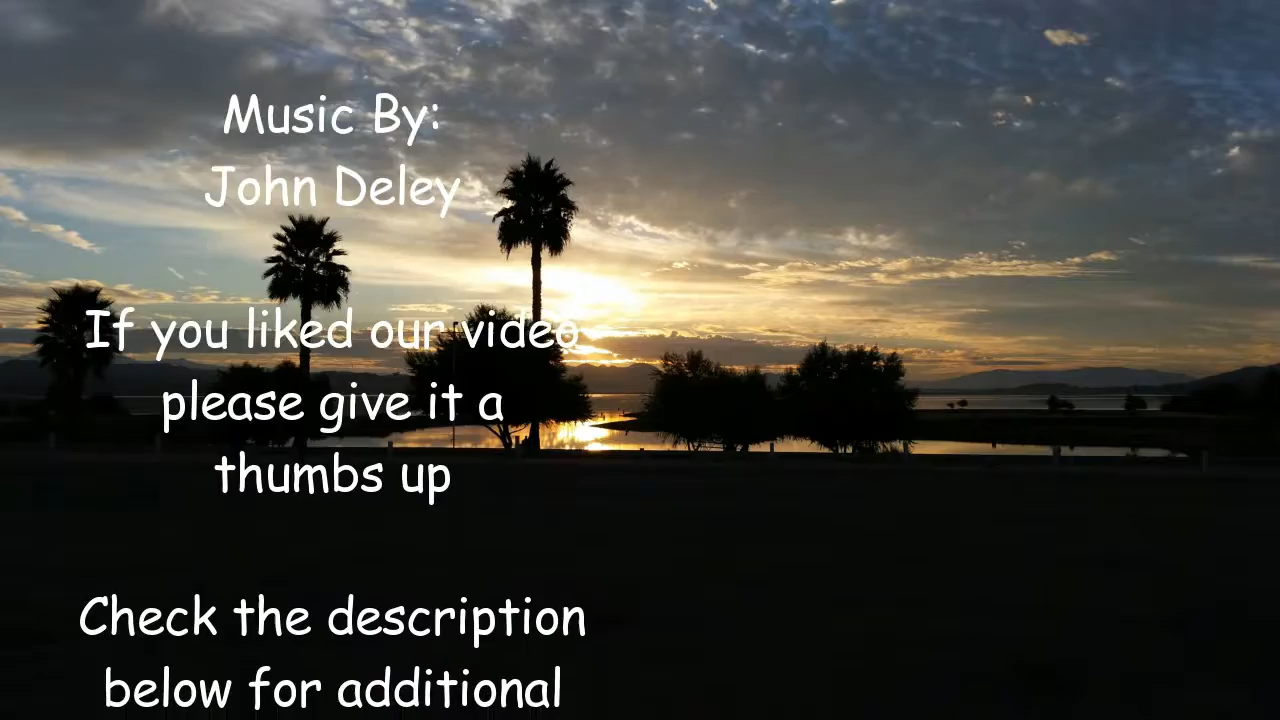 Music By:
John Deley
If you liked our video
please give it a
thumbs up
Check the description
below for additional